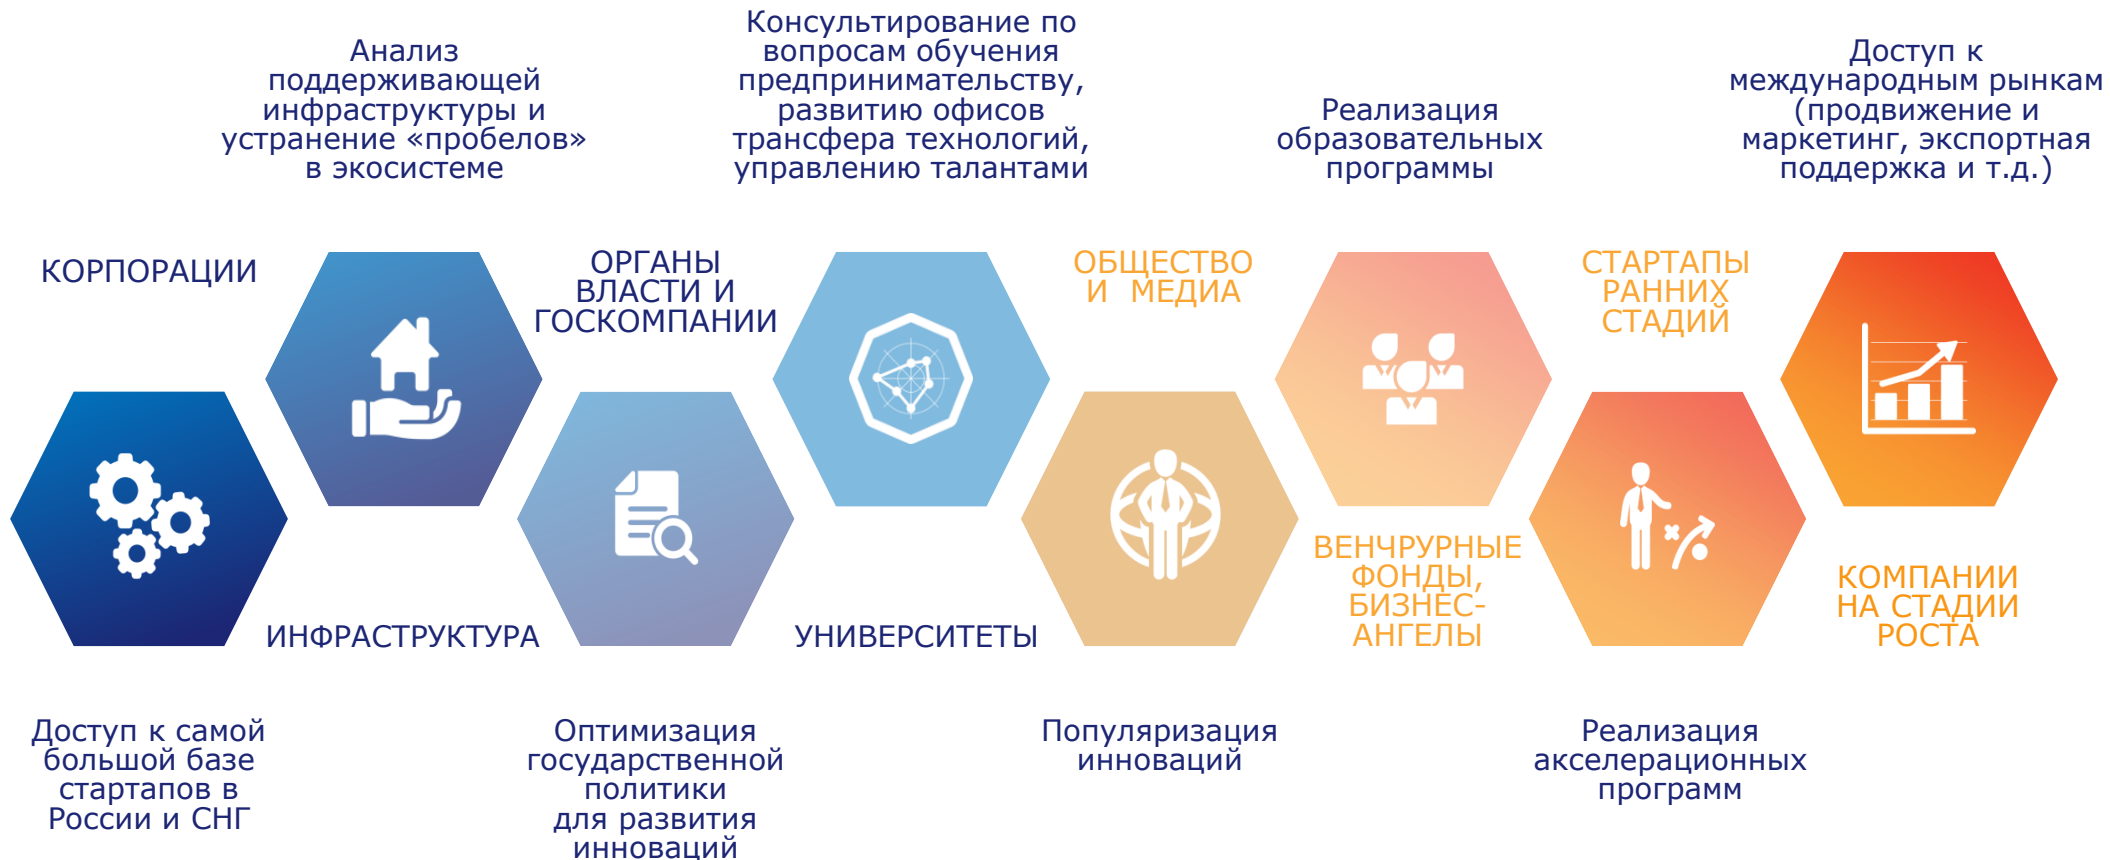 Анализ
поддерживающей
инфраструктуры и
устранение «пробелов»
в экосистеме
Консультирование по
вопросам обучения
предпринимательству,
развитию офисов
трансфера технологий,
управлению талантами
Реализация
образовательных
программы
Доступ к
международным рынкам
(продвижение и
маркетинг, экспортная
поддержка и т.д.)
КОРПОРАЦИИ
ОРГАНЫ
ВЛАСТИ И
ГОСКОМПАНИИ
ОБЩЕСТВО
И МЕДИА
СТАРТАПЫ
РАННИХ
СТАДИЙ
ИНФРАСТРУКТУРА
УНИВЕРСИТЕТЫ
ВЕНЧРУРНЫЕ
ФОНДЫ,
БИЗНЕС-
АНГЕЛЫ
КОМПАНИИ
НА СТАДИИ
РОСТА
Доступ к самой
большой базе
стартапов в
России и СНГ
Оптимизация
государственной
политики
для развития
инноваций
Популяризация
инноваций
Реализация
акселерационных
программ